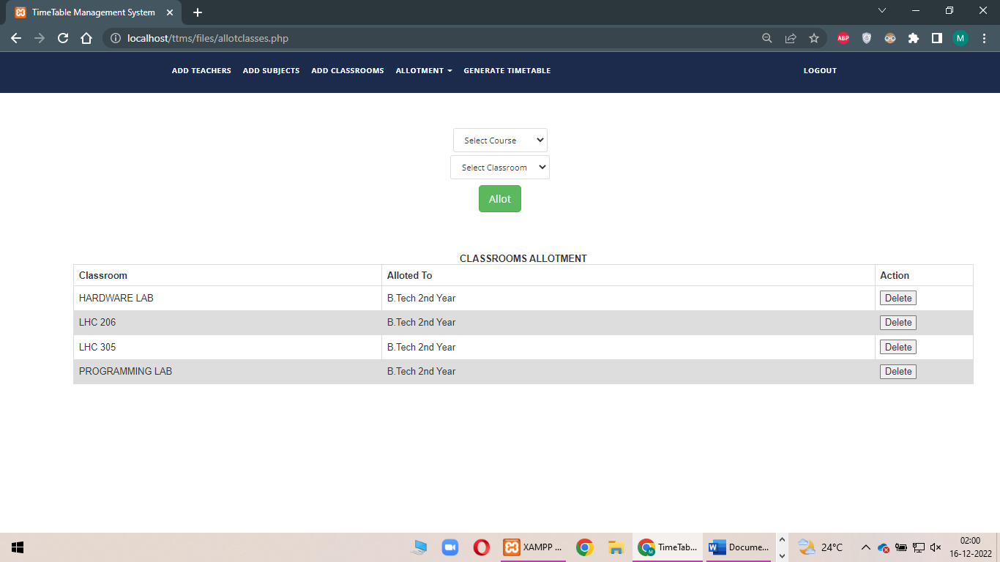 TimeTable Management System
localhost/ttms/files/allotclasses.php
ABP
M
ADD TEACHERS ADD SUBJECTS ADD CLASSROOMS ALLOTMENT GENERATE TIMETABLE LOGOUT
Select Course
Select Classroom
Allot
CLASSROOMS ALLOTMENT
Classroom Alloted To Action
HARDWARE LAB B.Tech 2nd Year Delete
LHC 206 B.Tech 2nd Year Delete
LHC 305 B.Tech 2nd Year Delete
PROGRAMMING LAB B.Tech 2nd Year Delete
XAMPP ... TimeTab... Docume... 24°C 02:00
16-12-2022